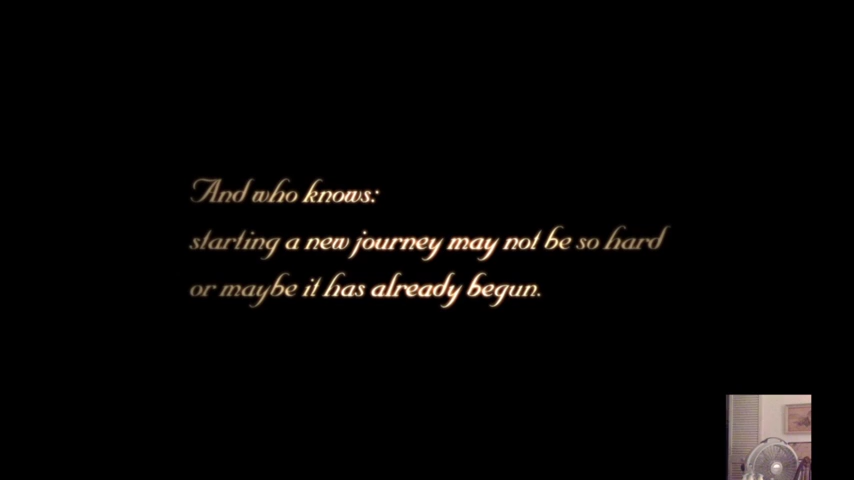 And who knows:
starting a new journey may not be so hard
or maybe it has already begun.